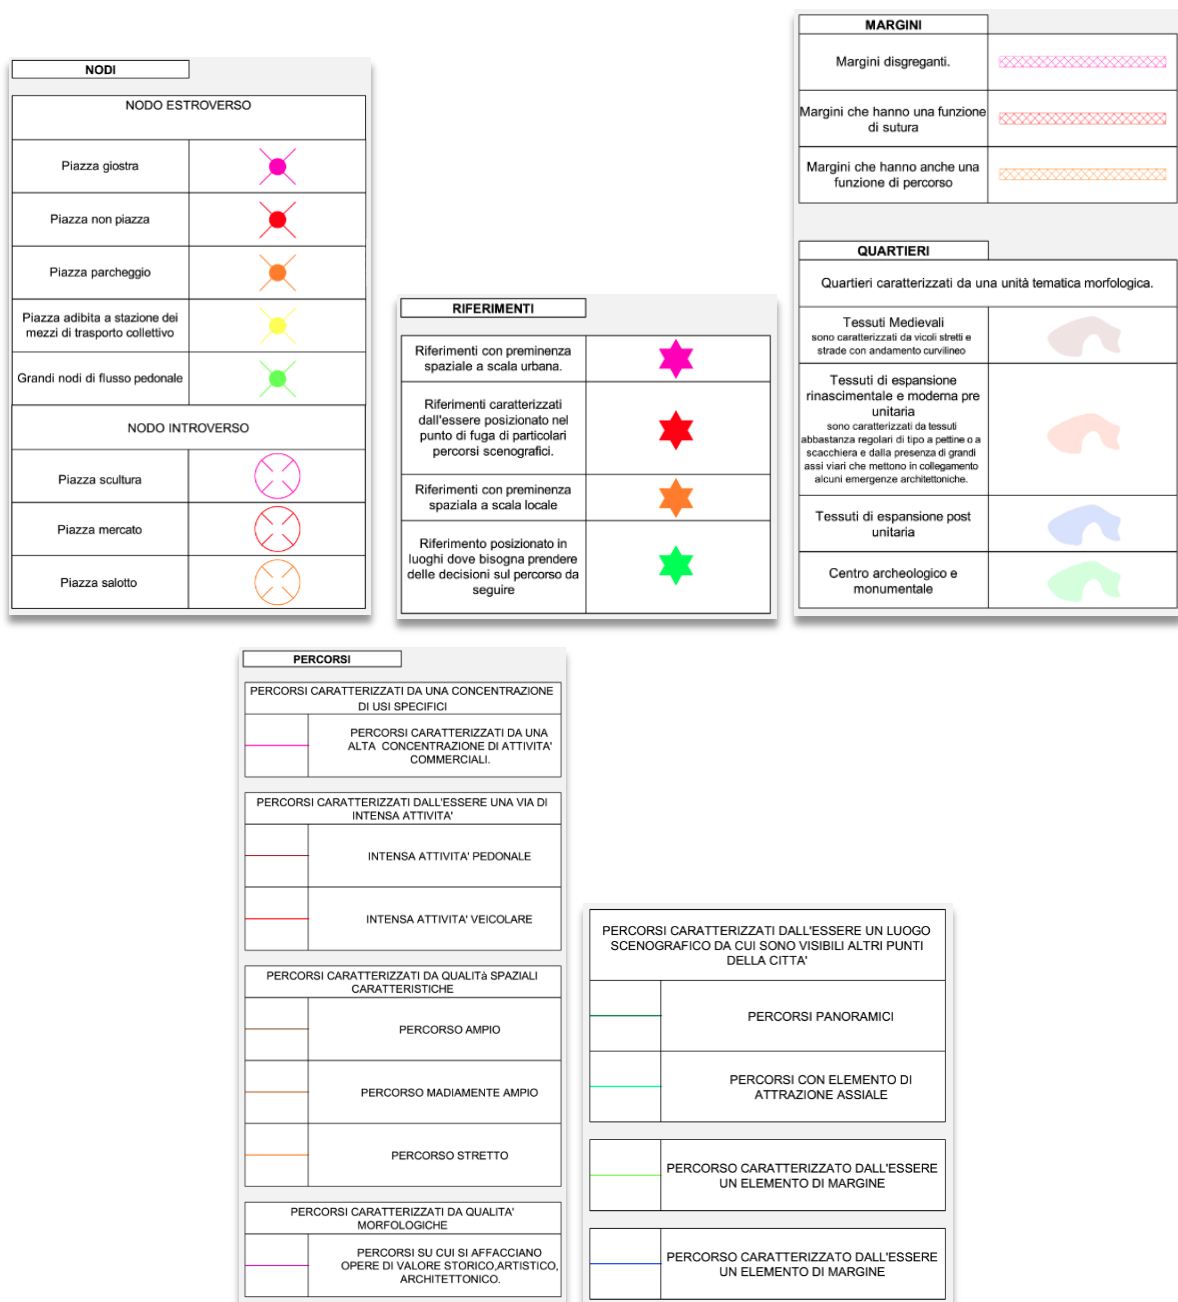 NODI
NODO ESTROVERSO
Piazza giostra
Piazza non piazza
Piazza parcheggio
Piazza adibita a stazione dei
mezzi di trasporto collettivo
Grandi nodi di flusso pedonale
NODO INTROVERSO
Piazza scultura
Piazza mercato
Piazza salotto
RIFERIMENTI
Riferimenti con preminenza
spaziale a scala urbana.
Riferimenti caratterizzati
dall'essere posizionato nel
punto di fuga di particolari
percorsi scenografici.
Riferimenti con preminenza
spaziala a scala locale
Riferimento posizionato in
luoghi dove bisogna prendere
delle decisioni sul percorso da
seguire
MARGINI
Margini disgreganti.
Margini che hanno una funzione
di sutura
Margini che hanno anche una
funzione di percorso
QUARTIERI
Quartieri caratterizzati da una unità tematica morfologica.
Tessuti Medievali
sono caratterizzati da vicoli stretti e
strade con andamento curvilineo
Tessuti di espansione
rinascimentale e moderna pre
unitaria
sono caratterizzati da tessuti
abbastanza regolari di tipo a pettine o a
scacchiera e dalla presenza di grandi
assi viari che mettono in collegamento
alcuni emergenze architettoniche.
Tessuti di espansione post
unitaria
Centro archeologico e
monumentale
PERCORSI
PERCORSI CARATTERIZZATI DA UNA CONCENTRAZIONE
DI USI SPECIFICI
PERCORSI CARATTERIZZATI DA UNA
ALTA CONCENTRAZIONE DI ATTIVITA'
COMMERCIALI.
PERCORSI CARATTERIZZATI DALL'ESSERE UNA VIA DI
INTENSA ATTIVITA'
INTENSA ATTIVITA' PEDONALE
INTENSA ATTIVITA' VEICOLARE
PERCORSI CARATTERIZZATI DA QUALITà SPAZIALI
CARATTERISTICHE
PERCORSO AMPIO
PERCORSO MADIAMENTE AMPIO
PERCORSO STRETTO
PERCORSI CARATTERIZZATI DA QUALITA'
MORFOLOGICHE
PERCORSI SU CUI SI AFFACCIANO
OPERE DI VALORE STORICO,ARTISTICO,
ARCHITETTONICO.
PERCORSI CARATTERIZZATI DALL'ESSERE UN LUOGO
SCENOGRAFICO DA CUI SONO VISIBILI ALTRI PUNTI
DELLA CITTA'
PERCORSI PANORAMICI
PERCORSI CON ELEMENTO DI
ATTRAZIONE ASSIALE
PERCORSO CARATTERIZZATO DALL'ESSERE
UN ELEMENTO DI MARGINE
PERCORSO CARATTERIZZATO DALL'ESSERE
UN ELEMENTO DI MARGINE